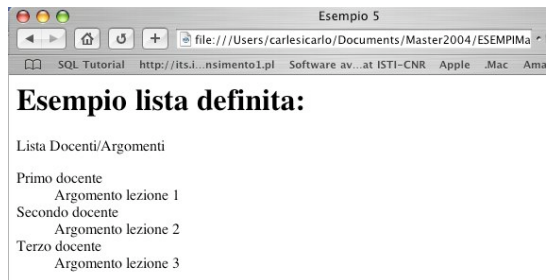 Esempio 5
file:///Users/carlesicarlo/Documents/Master2004/ESEMPIMa
SQL Tutorial http://its.i...nsimento1.pl Software av...at ISTI-CNR Apple .Mac Ama
Esempio lista definita:
Lista Docenti/Argomenti
Primo docente
Argomento lezione 1
Secondo docente
Argomento lezione 2
Terzo docente
Argomento lezione 3